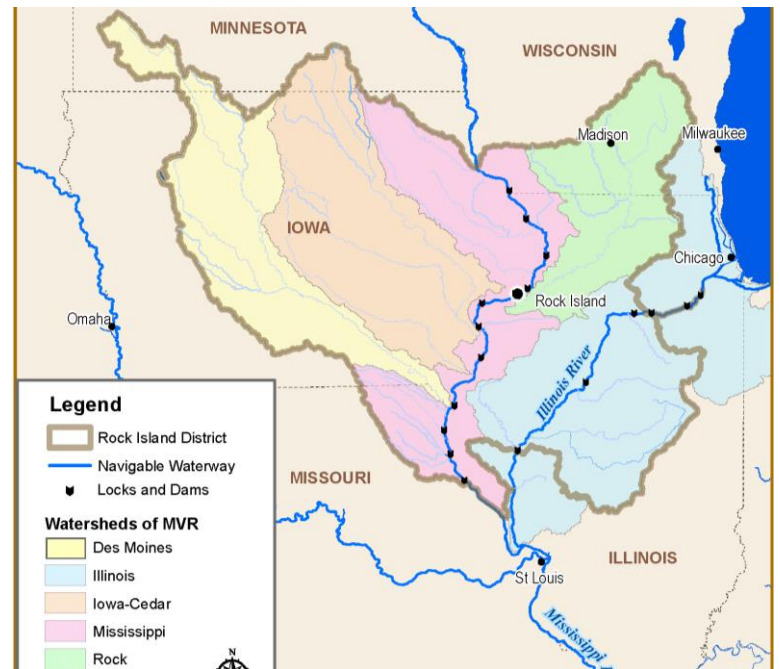 MINNESOTA
WISCONSIN
Madison
Milwaukee
IOWA
Chicago
Rock Island
Omaha
Illinois River
Legend
Rock Island District
Navigable Waterway
Locks and Dams
Watersheds of MVR
Des Moines
Illinois
Iowa-Cedar
Mississippi
Rock
N
MISSOURI
ILLINOIS
St Louis
Mississippi